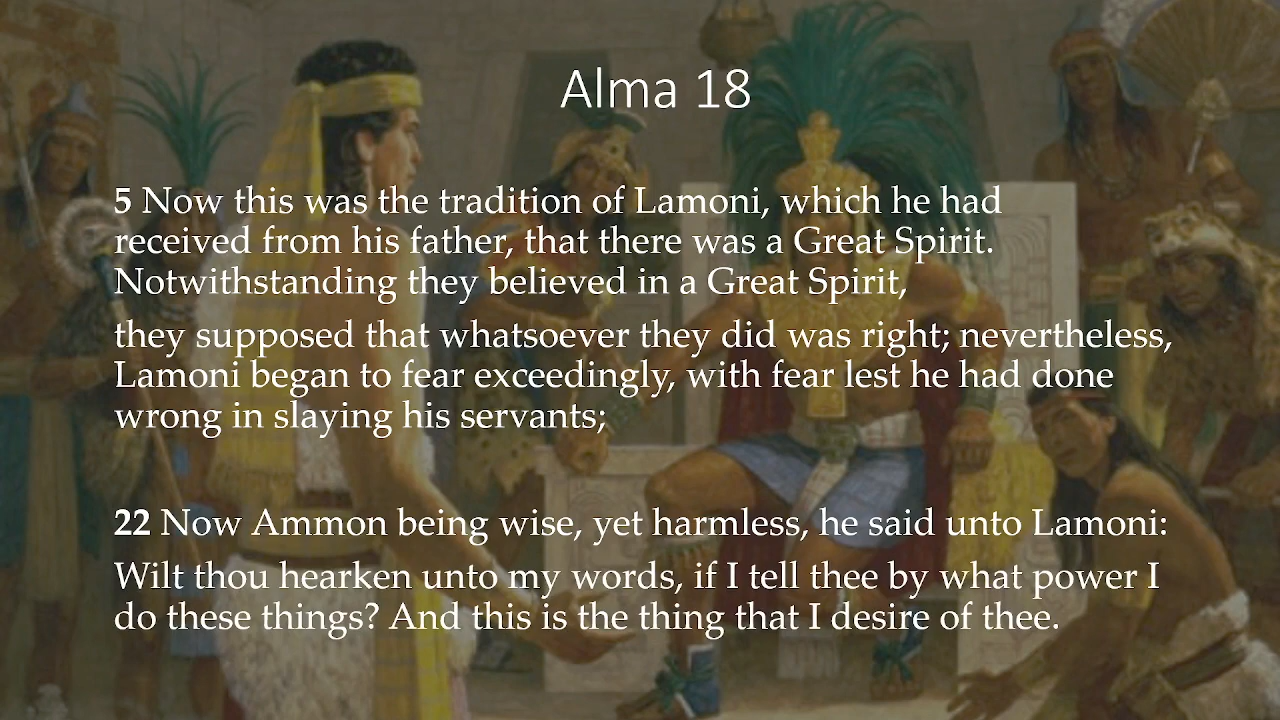 Alma 18
5 Now this was the tradition of Lamoni, which he had
received from his father, that there was a Great Spirit.
Notwithstanding they believed in a Great Spirit,
they supposed that whatsoever they did was right; nevertheless,
Lamoni began to fear exceedingly, with fear lest he had done
wrong in slaying his servants;
22 Now Ammon being wise, yet harmless, he said unto Lamoni:
Wilt thou hearken unto my words, if I tell thee by what power I
do these things? And this is the thing that I desire of thee.